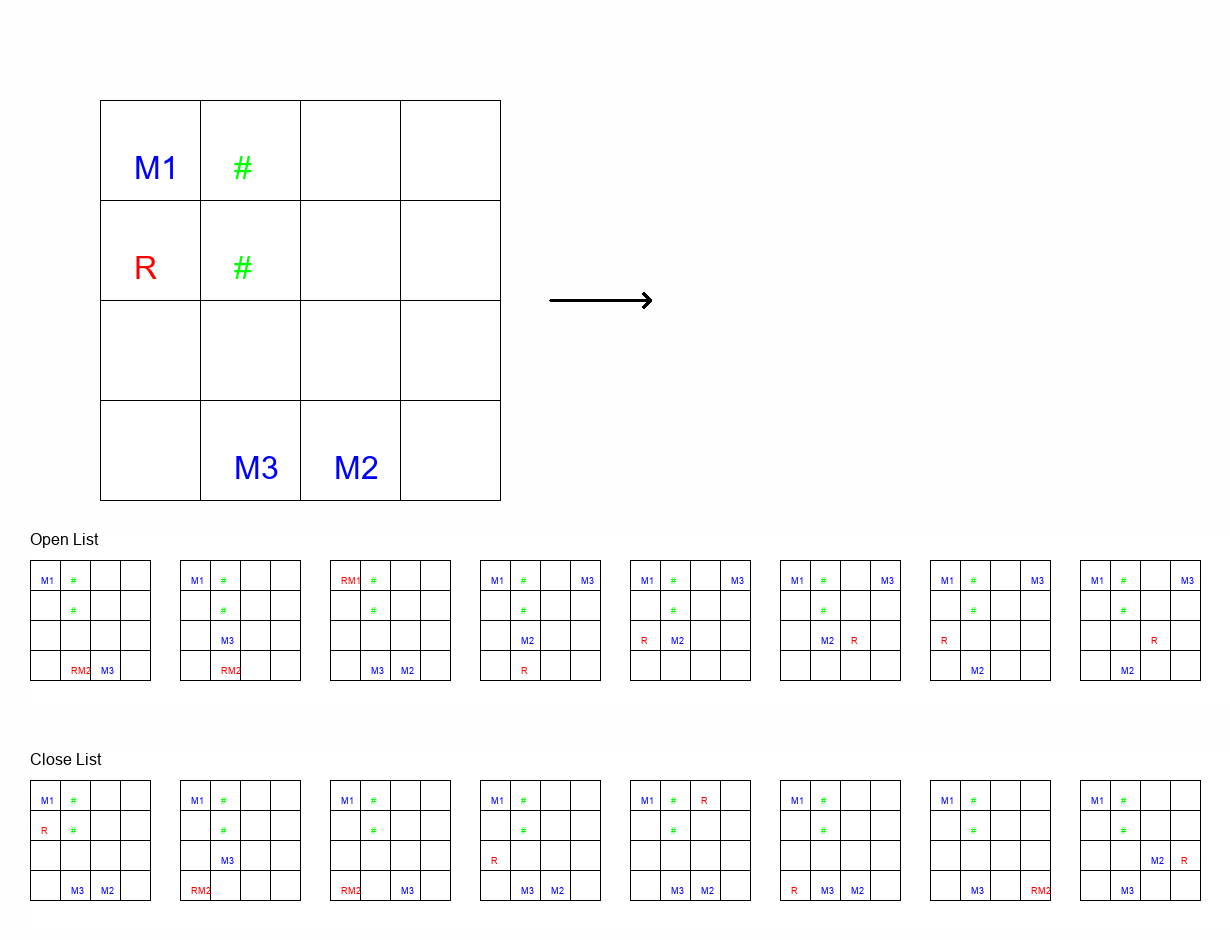 M1 #
R #
M3 M2
Open List
M1 # M1 # RM1 # M1 # M3 M1 # M3 M1 # M3 M1 # M3 M1 # M3
# # # # # # # #
M3 M2 R M2 M2 R R R
RM2 M3 RM2 M3 M2 R M2 M2
Close List
M1 # M1 # M1 # M1 # M1 # R M1 # M1 # M1 #
R # # # # # # # #
M3 R M2 R
M3 M2 RM2 RM2 M3 M3 M2 M3 M2 R M3 M2 M3 RM2 M3